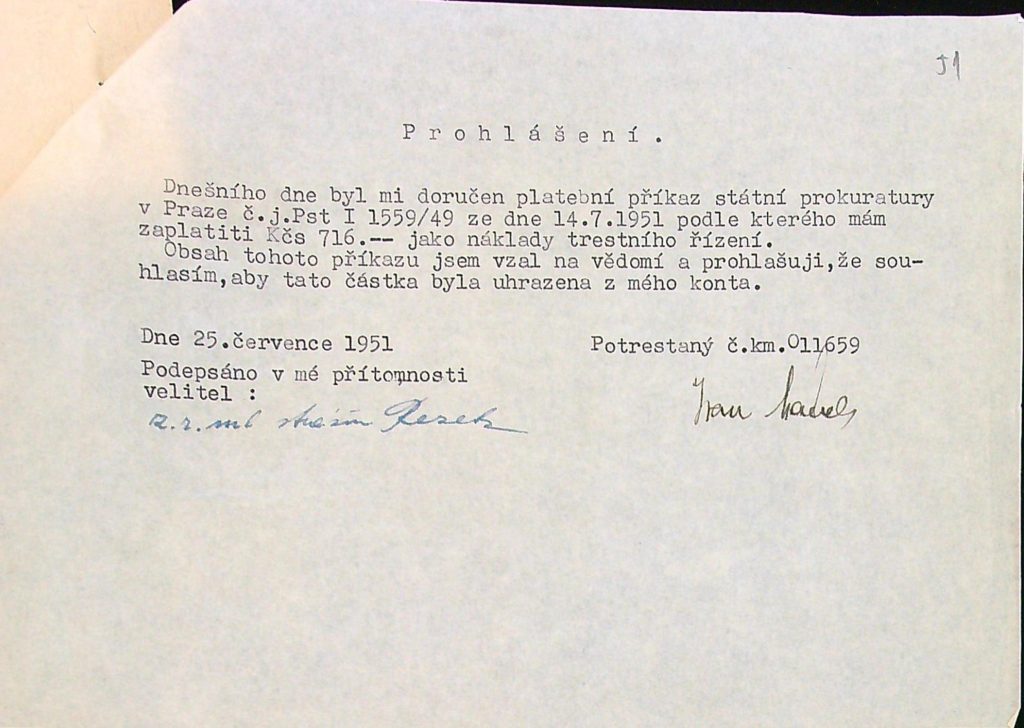 51
P r o h l á š e n í .
Dnešního dne byl mi doručen platební příkaz státní prokuratury
v Praze č.j.Pst I 1559/49 ze dne 14.7.1951 podle kterého mám
zaplatiti Kčs 716.-- jako náklady trestního řízení.
Obsah tohoto příkazu jsem vzal na vědomí a prohlašuji,že sou-
hlasím,aby tato částka byla uhrazena z mého konta.
Dne 25.července 1951
Potrestaný č.km.011659
Podepsáno v mé přítomnosti
velitel :
z.r.
Ivan